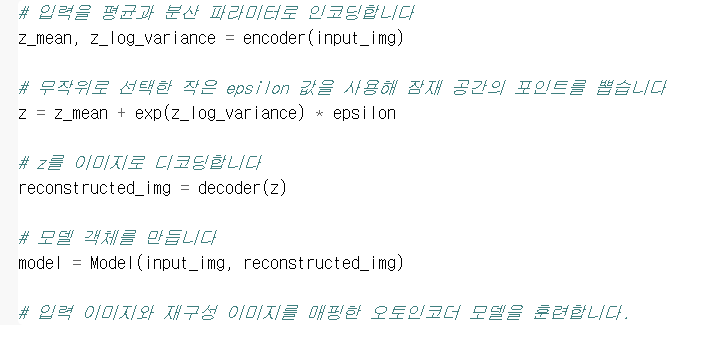 # 입력을 평균과 분산 파라미터로 인코딩합니다
z_mean, z_log_variance = encoder(input_img)
# 무작위로 선택한 작은 epsilon 값을 사용해 잠재 공간의 포인트를 뽑습니다
z = z_mean + exp(z_log_variance) * epsilon
# z를 이미지로 디코딩합니다
reconstructed_img = decoder(z)
# 모델 객체를 만듭니다
model = Model(input_img, reconstructed_img)
# 입력 이미지와 재구성 이미지를 매핑한 오토인코더 모델을 훈련합니다.